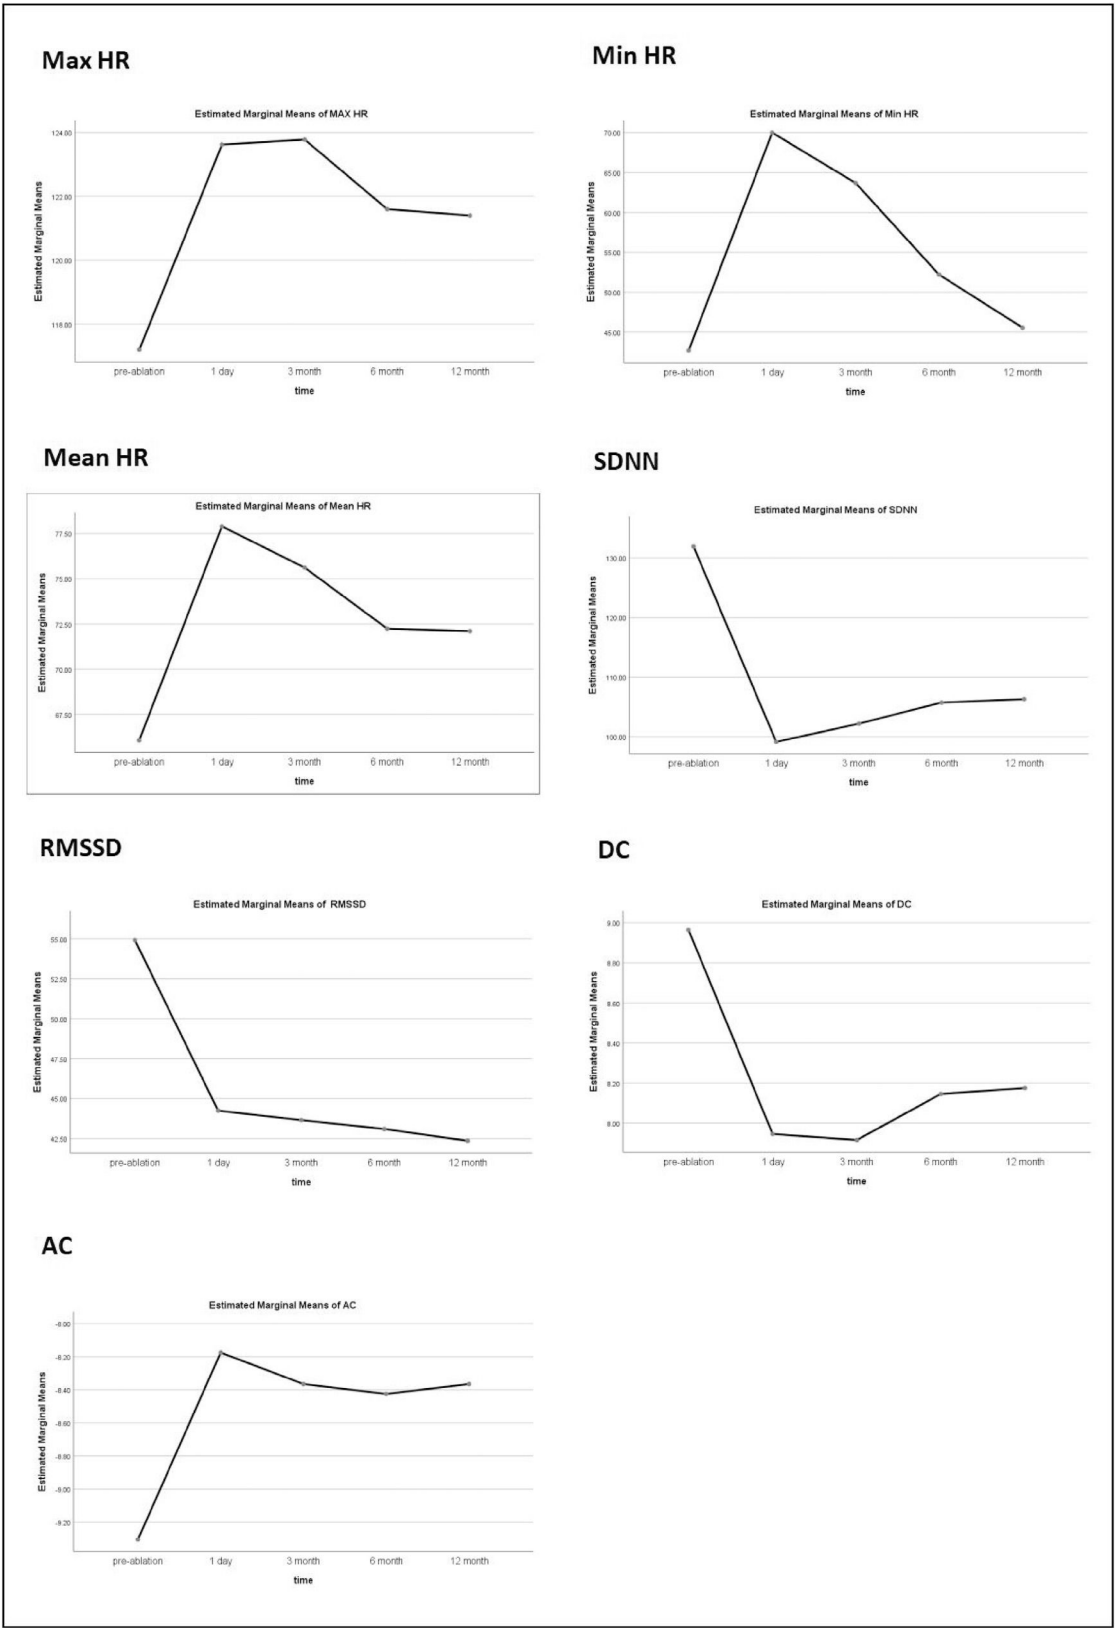 Max HR
Estimated Marginal Means of MAX HR
Estimated Marginal Means
124.00
122.00
120.00
118.00
pre-ablation 1 day 3 month 6 month 12 month
time
Min HR
Estimated Marginal Means of Min HR
Estimated Marginal Means
70.00
65.00
60.00
55.00
50.00
45.00
pre-ablation 1 day 3 month 6 month 12 month
time
Mean HR
Estimated Marginal Means of Mean HR
Estimated Marginal Means
77.50
75.00
72.50
70.00
67.50
pre-ablation 1 day 3 month 6 month 12 month
time
SDNN
Estimated Marginal Means of SDNN
Estimated Marginal Means
130.00
120.00
110.00
100.00
pre-ablation 1 day 3 month 6 month 12 month
time
RMSSD
Estimated Marginal Means of RMSSD
Estimated Marginal Means
55.00
52.50
50.00
47.50
45.00
42.50
pre-ablation 1 day 3 month 6 month 12 month
time
DC
Estimated Marginal Means of DC
Estimated Marginal Means
9.00
8.80
8.60
8.40
8.20
8.00
pre-ablation 1 day 3 month 6 month 12 month
time
AC
Estimated Marginal Means of AC
Estimated Marginal Means
-8.00
-8.20
-8.40
-8.60
-8.80
-9.00
-9.20
pre-ablation 1 day 3 month 6 month 12 month
time